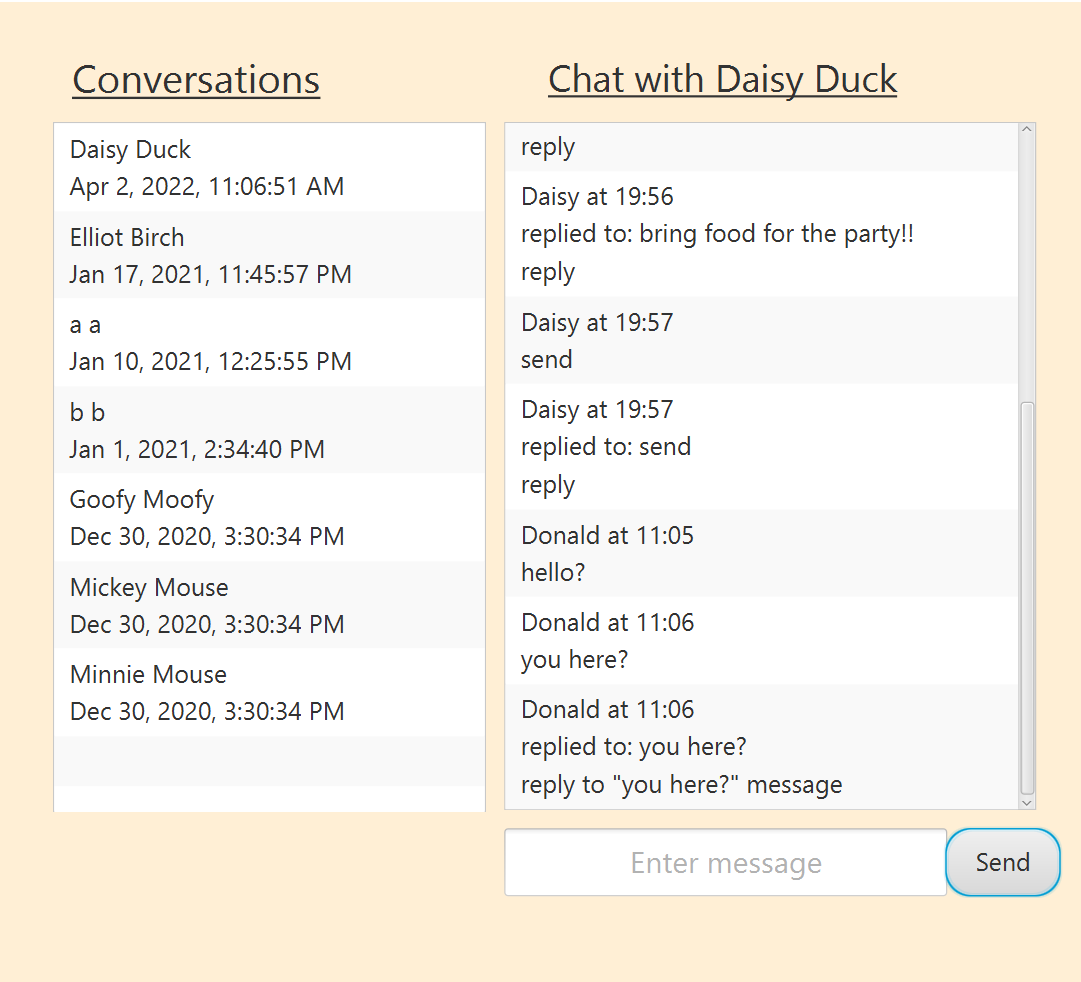 Conversations
Daisy Duck
Apr 2, 2022, 11:06:51 AM
Elliot Birch
Jan 17, 2021, 11:45:57 PM
a a
Jan 10, 2021, 12:25:55 PM
b b
Jan 1, 2021, 2:34:40 PM
Goofy Moofy
Dec 30, 2020, 3:30:34 PM
Mickey Mouse
Dec 30, 2020, 3:30:34 PM
Minnie Mouse
Dec 30, 2020, 3:30:34 PM
Chat with Daisy Duck
reply
Daisy at 19:56
replied to: bring food for the party!!
reply
Daisy at 19:57
send
Daisy at 19:57
replied to: send
reply
Donald at 11:05
hello?
Donald at 11:06
you here?
Donald at 11:06
replied to: you here?
reply to "you here?" message
Enter message
Send